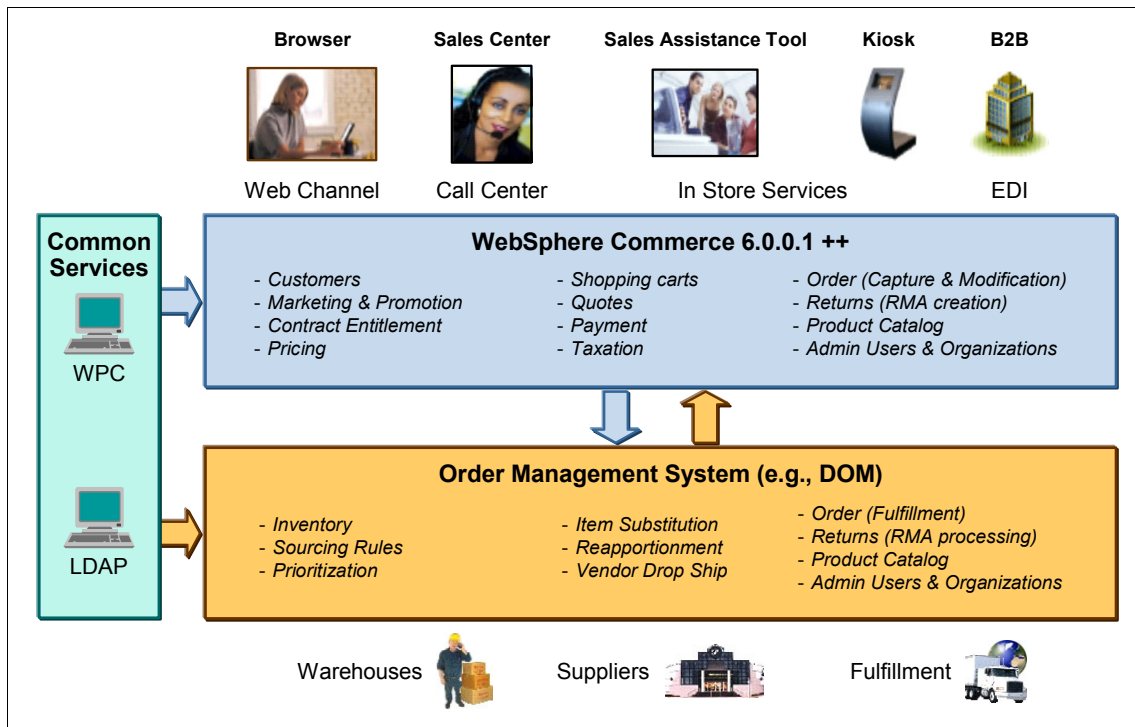 Browser
Sales Center
Sales Assistance Tool
Kiosk
B2B
Web Channel
Call Center
In Store Services
EDI
Common
Services
WPC
LDAP
WebSphere Commerce 6.0.0.1 ++
- Customers
- Marketing & Promotion
- Contract Entitlement
- Pricing
- Shopping carts
- Quotes
- Payment
- Taxation
- Order (Capture & Modification)
- Returns (RMA creation)
- Product Catalog
- Admin Users & Organizations
Order Management System (e.g., DOM)
- Inventory
- Sourcing Rules
- Prioritization
- Item Substitution
- Reapportionment
- Vendor Drop Ship
- Order (Fulfillment)
- Returns (RMA processing)
- Product Catalog
- Admin Users & Organizations
Warehouses
Suppliers
Fulfillment